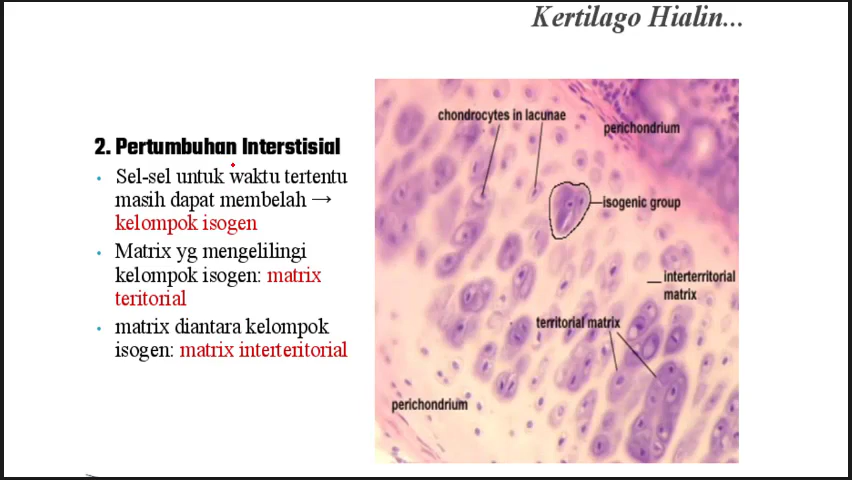 Kertilago Hialin...
2. Pertumbuhan Interstisial
Sel-sel untuk waktu tertentu
masih dapat membelah →
kelompok isogen
Matrix yg mengelilingi
kelompok isogen: matrix
teritorial
matrix diantara kelompok
isogen: matrix interteritorial
chondrocytes in lacunae
perichondrium
isogenic group
interterritorial
matrix
territorial matrix
perichondrium